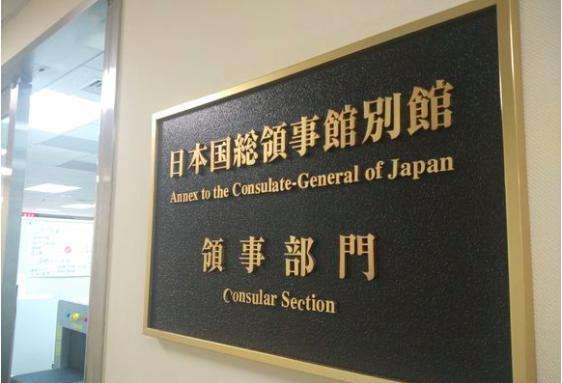 日本国総領事館別館
Annex to the Consulate-General of Japan
領事部門
Consular Section